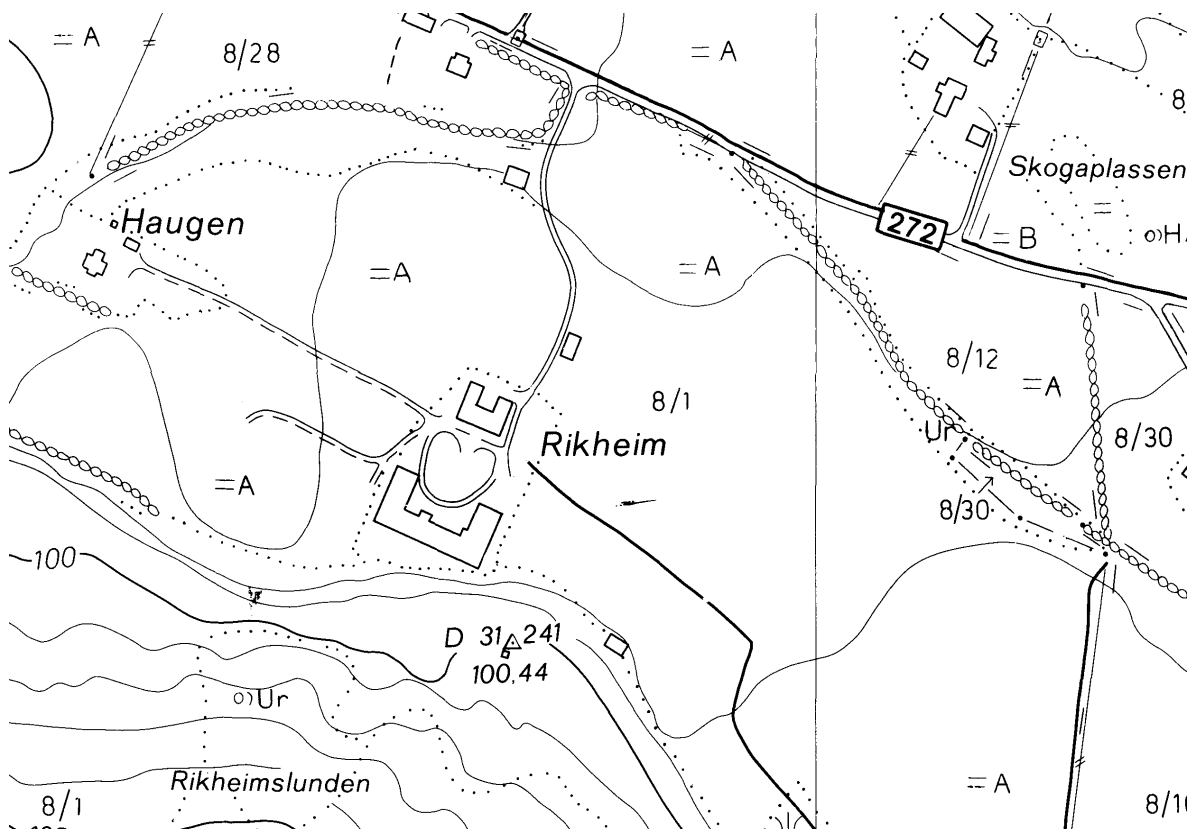 = A
8/28
= A
8
Skogaplassen
Haugen
272
= B
= A
= A
8/12
= A
8/1
8/30
Ur
Rikheim
= A
8/30
100
D 31 241
100,44
Ur
Rikheimslunden
= A
8/1